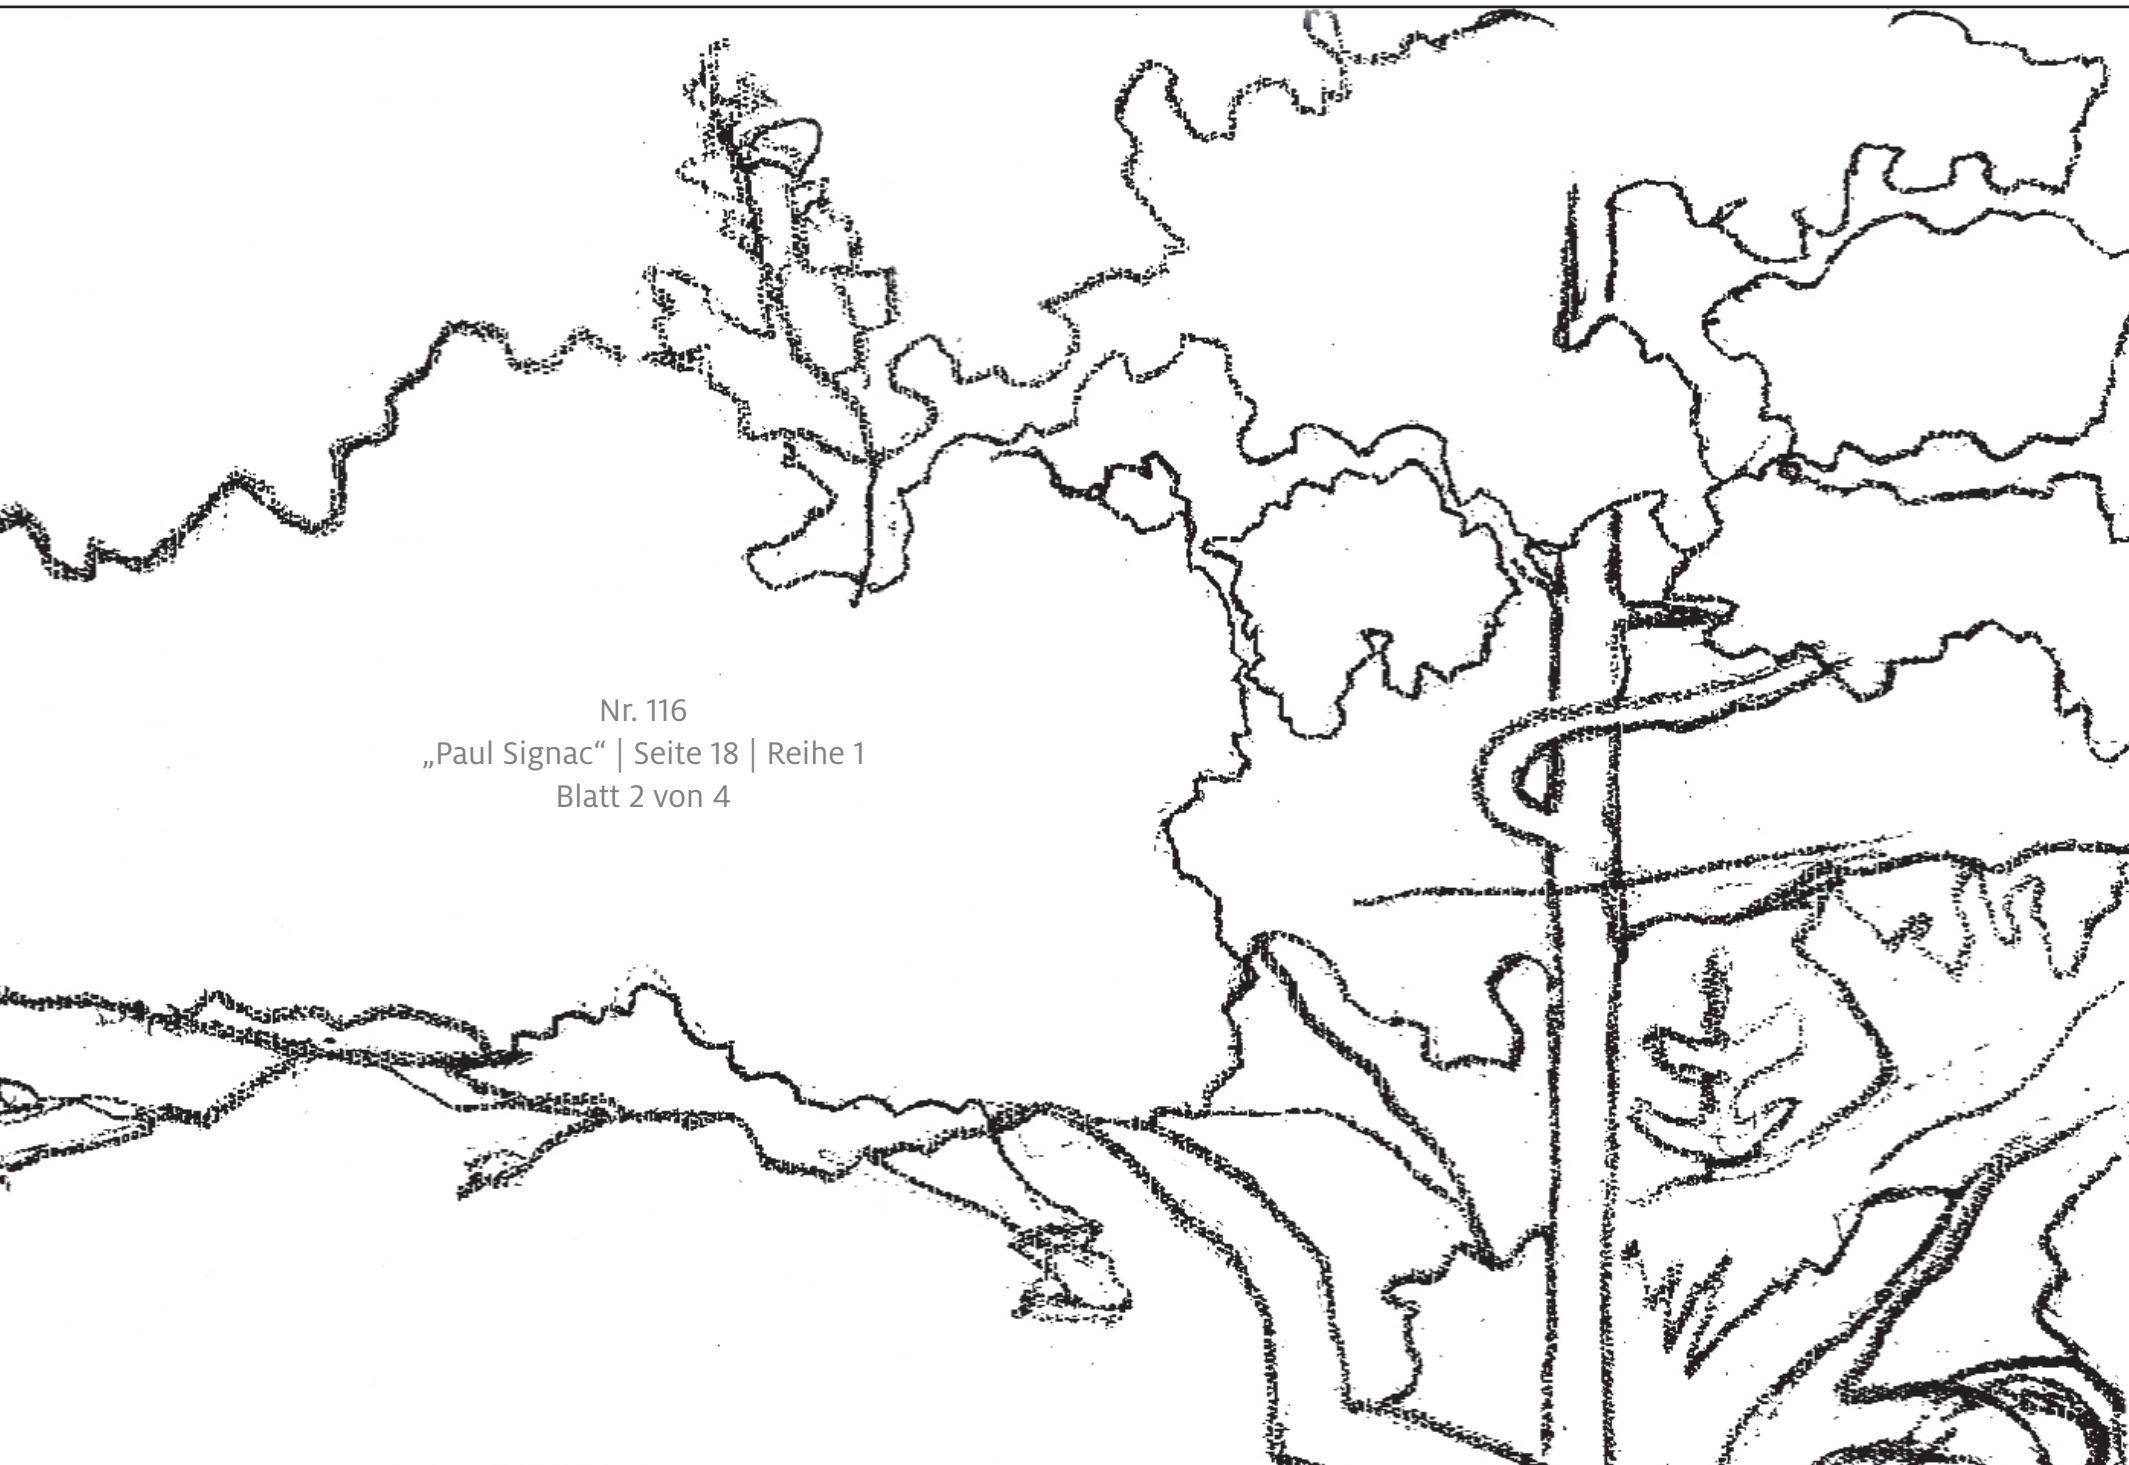 Nr. 116
„Paul Signac“ | Seite 18 | Reihe 1
Blatt 2 von 4